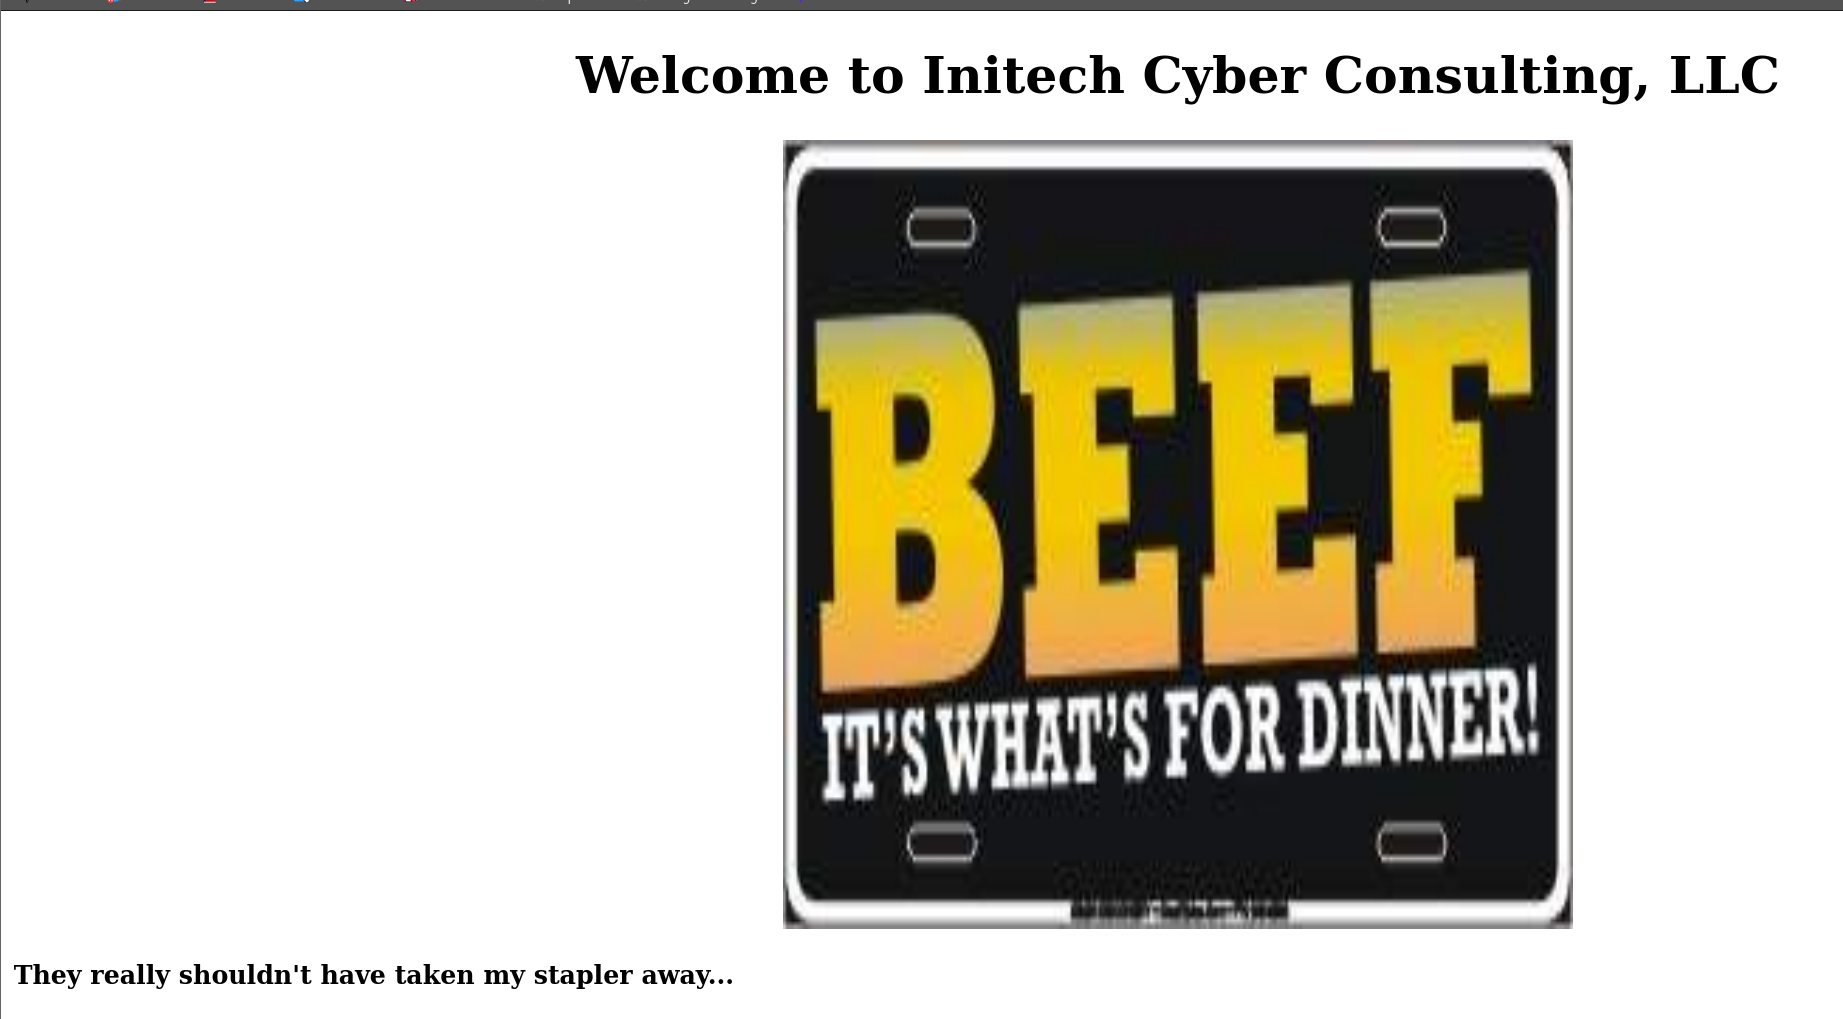 Welcome to Initech Cyber Consulting, LLC
BEEF
IT'S WHAT'S FOR DINNER!
They really shouldn't have taken my stapler away...